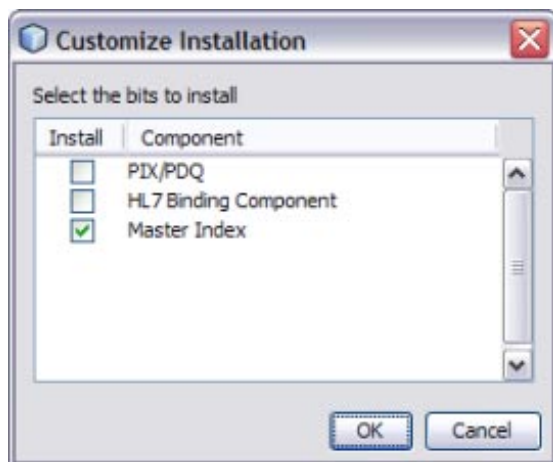 Customize Installation
Select the bits to install
Install Component
PIX/PDQ
HL7 Binding Component
Master Index
OK Cancel